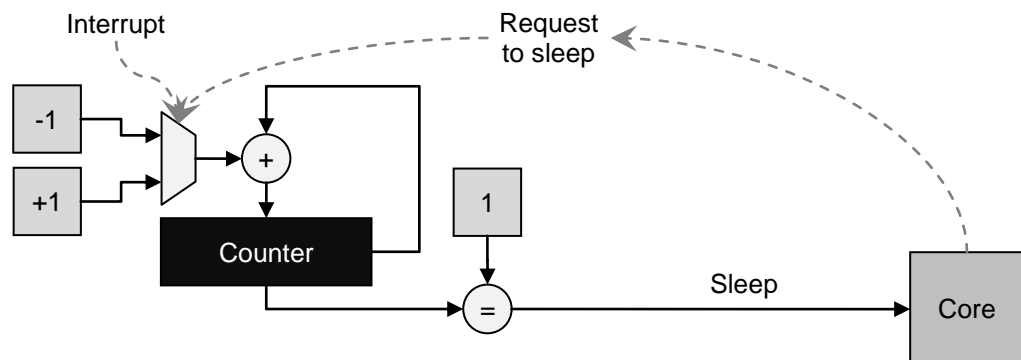 Interrupt
Request
to sleep
-1
+
+1
1
Counter
Sleep
=
Core